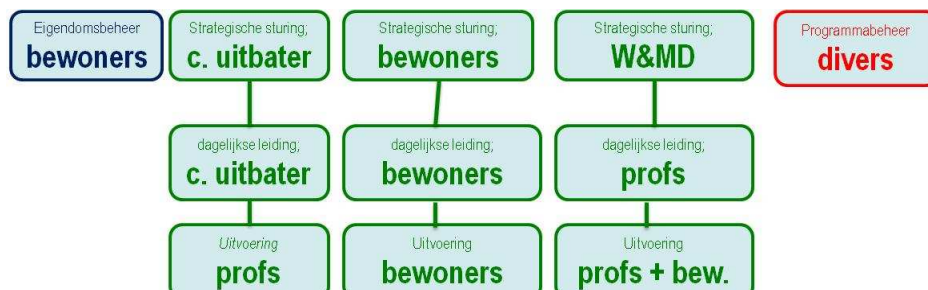 Eigendomsbeheer
bewoners
Strategische sturing;
c. uitbater
Strategische sturing;
bewoners
Strategische sturing;
W&MD
Programmabeheer
divers
dagelijkse leiding;
c. uitbater
dagelijkse leiding;
bewoners
dagelijkse leiding;
profs
Uitvoering
profs
Uitvoering
bewoners
Uitvoering
profs + bew.